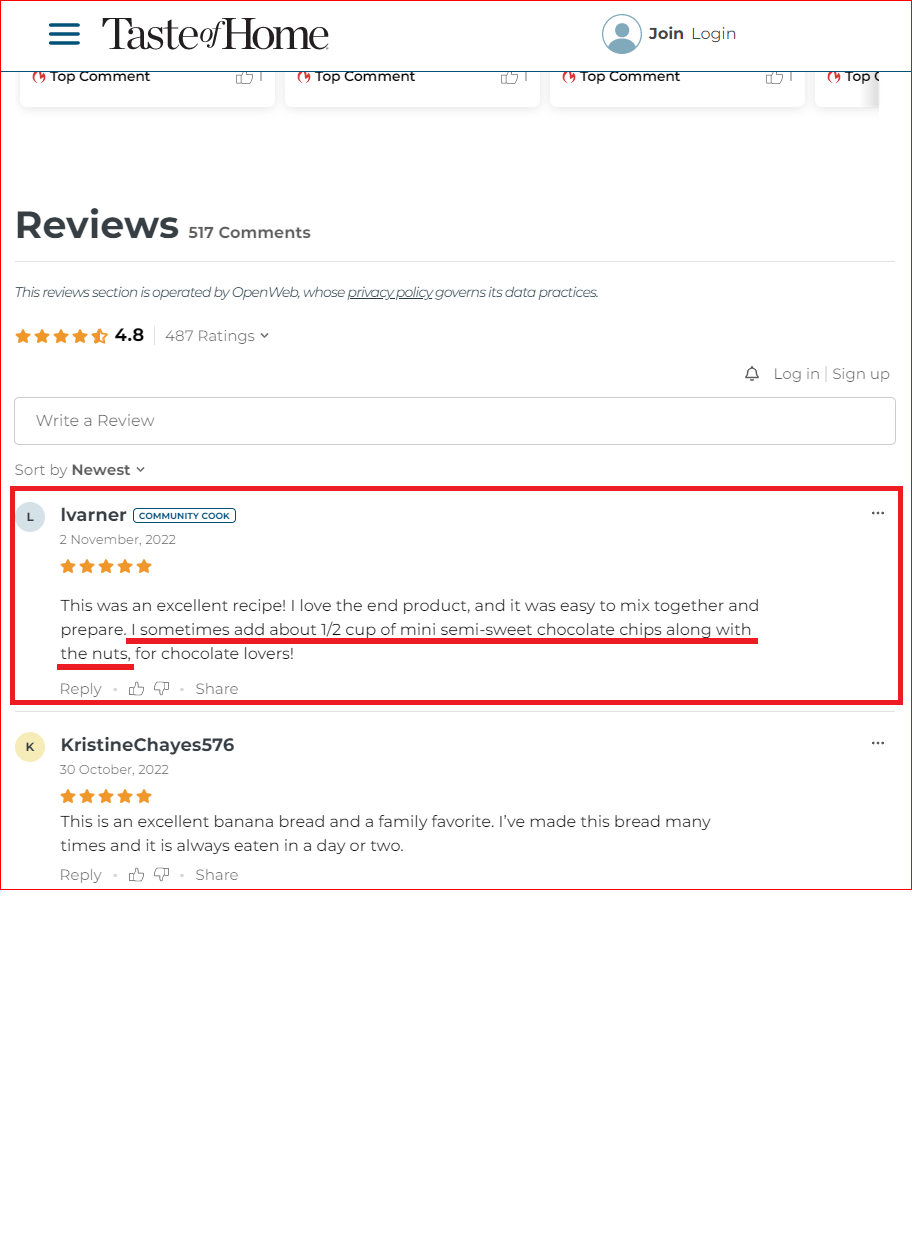 Taste of Home
Join Login
Top Comment 1 Top Comment 1 Top Comment 1 Top
Reviews 517 Comments
This reviews section is operated by OpenWeb, whose privacy policy governs its data practices.
4.8 487 Ratings
Log in | Sign up
Write a Review
Sort by Newest
L lvarner COMMUNITY COOK
2 November, 2022
This was an excellent recipe! I love the end product, and it was easy to mix together and
prepare. I sometimes add about 1/2 cup of mini semi-sweet chocolate chips along with
the nuts, for chocolate lovers!
Reply • • Share
K KristineChayes576
30 October, 2022
This is an excellent banana bread and a family favorite. I’ve made this bread many
times and it is always eaten in a day or two.
Reply • • Share